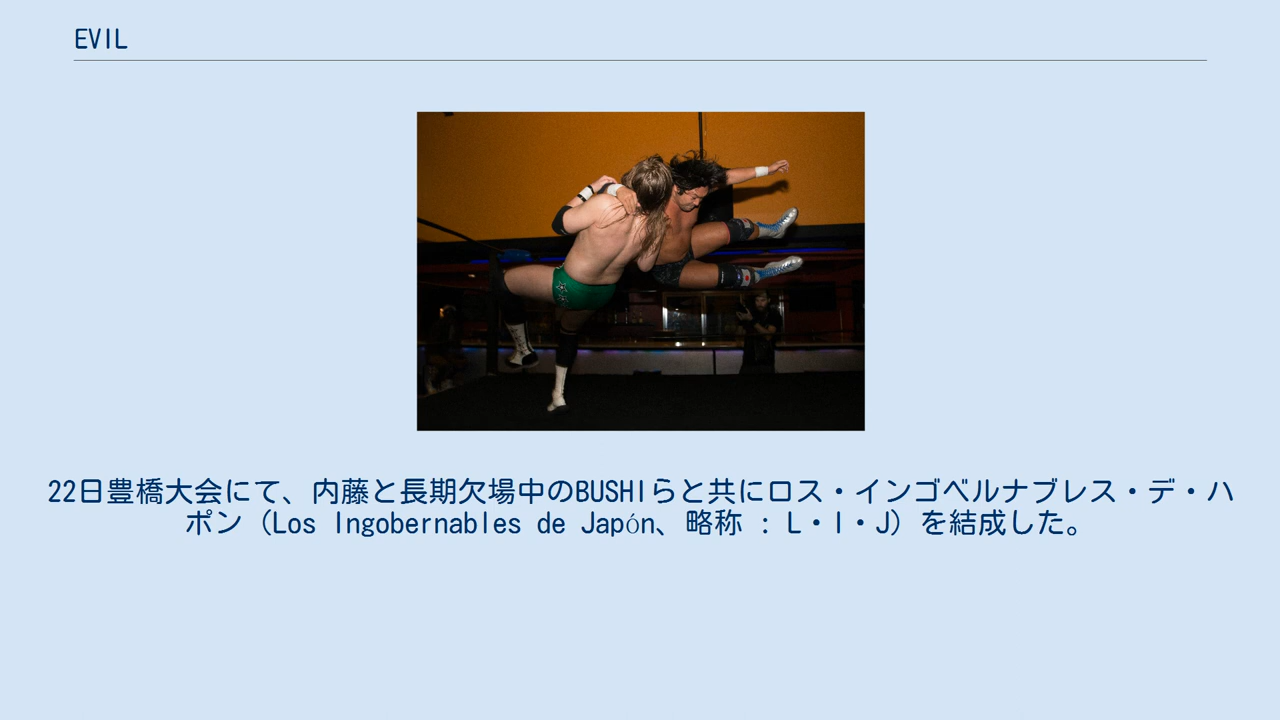 EVIL
22日豊橋大会にて、内藤と長期欠場中のBUSHIらと共にロス・インゴベルナブレス・デ・ハ
ポン（Los Ingobernables de Japón、略称 : L・I・J）を結成した。